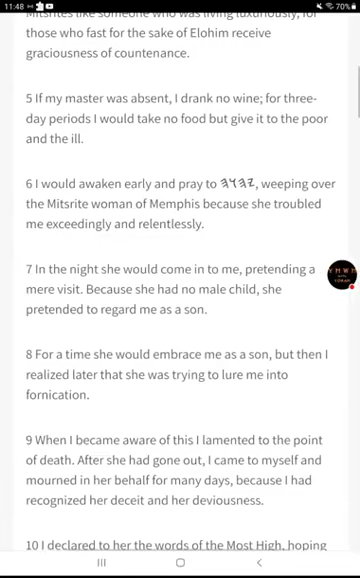 11:48
70%
Mitsrites like someone who was living luxuriously, for
those who fast for the sake of Elohim receive
graciousness of countenance.
5 If my master was absent, I drank no wine; for three-
day periods I would take no food but give it to the poor
and the ill.
6 I would awaken early and pray to 𐤉𐤄𐤅𐤄, weeping over
the Mitsrite woman of Memphis because she troubled
me exceedingly and relentlessly.
7 In the night she would come in to me, pretending a
mere visit. Because she had no male child, she
pretended to regard me as a son.
8 For a time she would embrace me as a son, but then I
realized later that she was trying to lure me into
fornication.
9 When I became aware of this I lamented to the point
of death. After she had gone out, I came to myself and
mourned in her behalf for many days, because I had
recognized her deceit and her deviousness.
10 I declared to her the words of the Most High, hoping